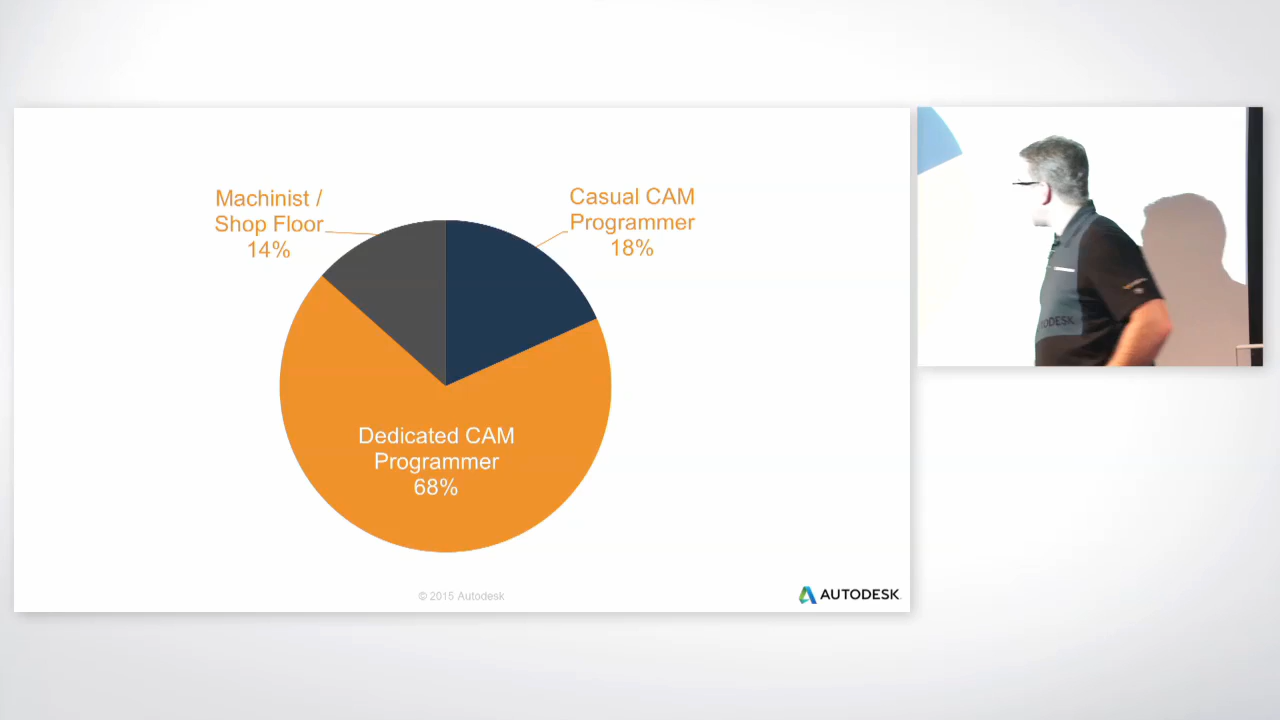 Machinist /
Shop Floor
14%
Casual CAM
Programmer
18%
Dedicated CAM
Programmer
68%
© 2015 Autodesk
AUTODESK